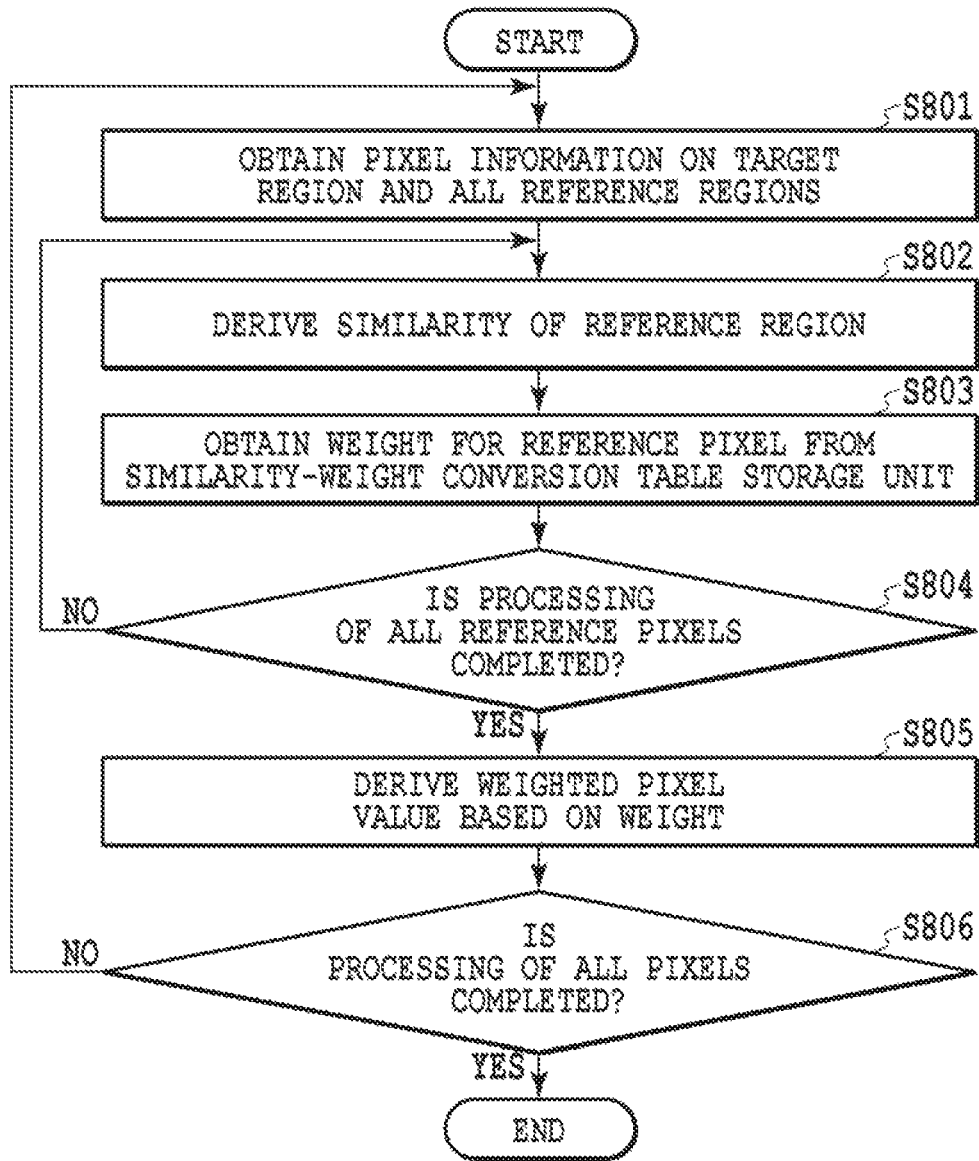 START
S801
OBTAIN PIXEL INFORMATION ON TARGET
REGION AND ALL REFERENCE REGIONS
S802
DERIVE SIMILARITY OF REFERENCE REGION
S803
OBTAIN WEIGHT FOR REFERENCE PIXEL FROM
SIMILARITY-WEIGHT CONVERSION TABLE STORAGE UNIT
S804
IS PROCESSING
OF ALL REFERENCE PIXELS
COMPLETED?
NO
YES
S805
DERIVE WEIGHTED PIXEL
VALUE BASED ON WEIGHT
S806
IS
PROCESSING OF ALL PIXELS
COMPLETED?
NO
YES
END